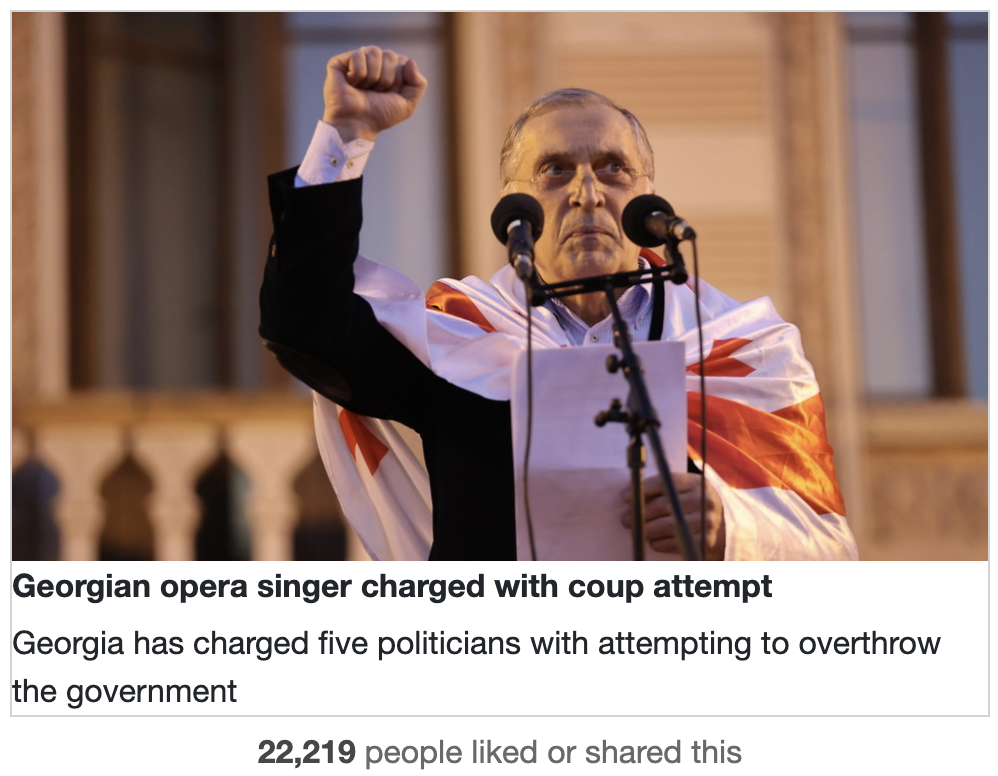 Georgian opera singer charged with coup attempt
Georgia has charged five politicians with attempting to overthrow
the government
22,219 people liked or shared this